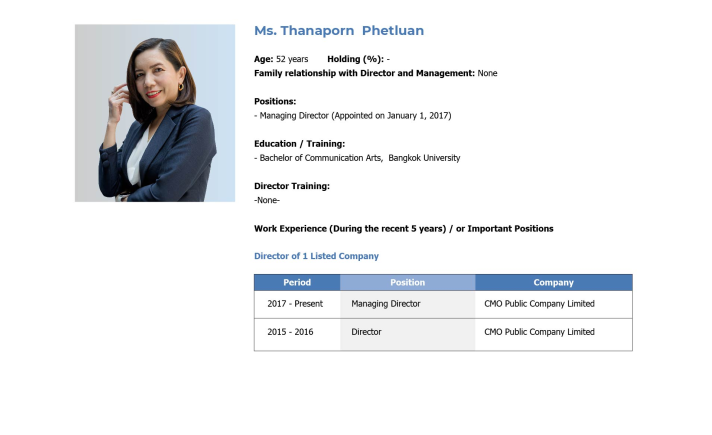 Ms. Thanaporn Phetluan
Age: 52 years Holding (%): -
Family relationship with Director and Management: None
Positions:
- Managing Director (Appointed on January 1, 2017)
Education / Training:
- Bachelor of Communication Arts, Bangkok University
Director Training:
-None-
Work Experience (During the recent 5 years) / or Important Positions
Director of 1 Listed Company
Period Position Company
2017 - Present Managing Director CMO Public Company Limited
2015 - 2016 Director CMO Public Company Limited